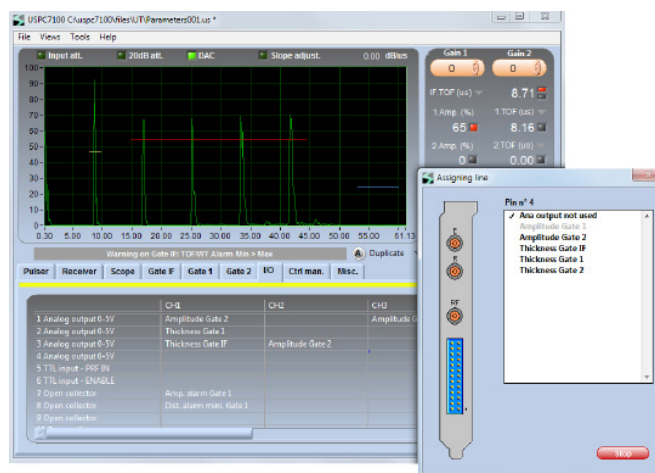 USPC7100 C:\uspc7100\files\UT\Parameters001.us *
File Views Tools Help
Input att. 20dB att. DAC Slope adjust. 0.00 dB/us
Gain 1 Gain 2
0 0
100
90
80
70
60
50
40
30
20
10
0
0.30 5.00 10.00 15.00 20.00 25.00 30.00 35.00 40.00 45.00 50.00 55.00 61.13
IF.TOF (us) 8.71
1.Amp. (%) 1.TOF (us)
65 8.16
2.Amp. (%) 2.TOF (us)
0 0.00
Warning on Gate IF: TOF/WT Alarm Min > Max
A Duplicate
Pulser Receiver Scope Gate IF Gate 1 Gate 2 I/O Ctrl man. Misc.
CH1 CH2 CH3
1 Analog output 0-5V Amplitude Gate 2 Amplitude G
2 Analog output 0-5V Thickness Gate 1
3 Analog output 0-5V Thickness Gate IF Amplitude Gate 2
4 Analog output 0-5V
5 TTL input - PRF IN
6 TTL input - ENABLE
7 Open collector Amp. alarm Gate 1
8 Open collector Dist. alarm mini. Gate 1
9 Open collector
Assigning line
Pin n° 4
E
R
RF
✓ Ana output not used
Amplitude Gate 1
Amplitude Gate 2
Thickness Gate IF
Thickness Gate 1
Thickness Gate 2
Stop